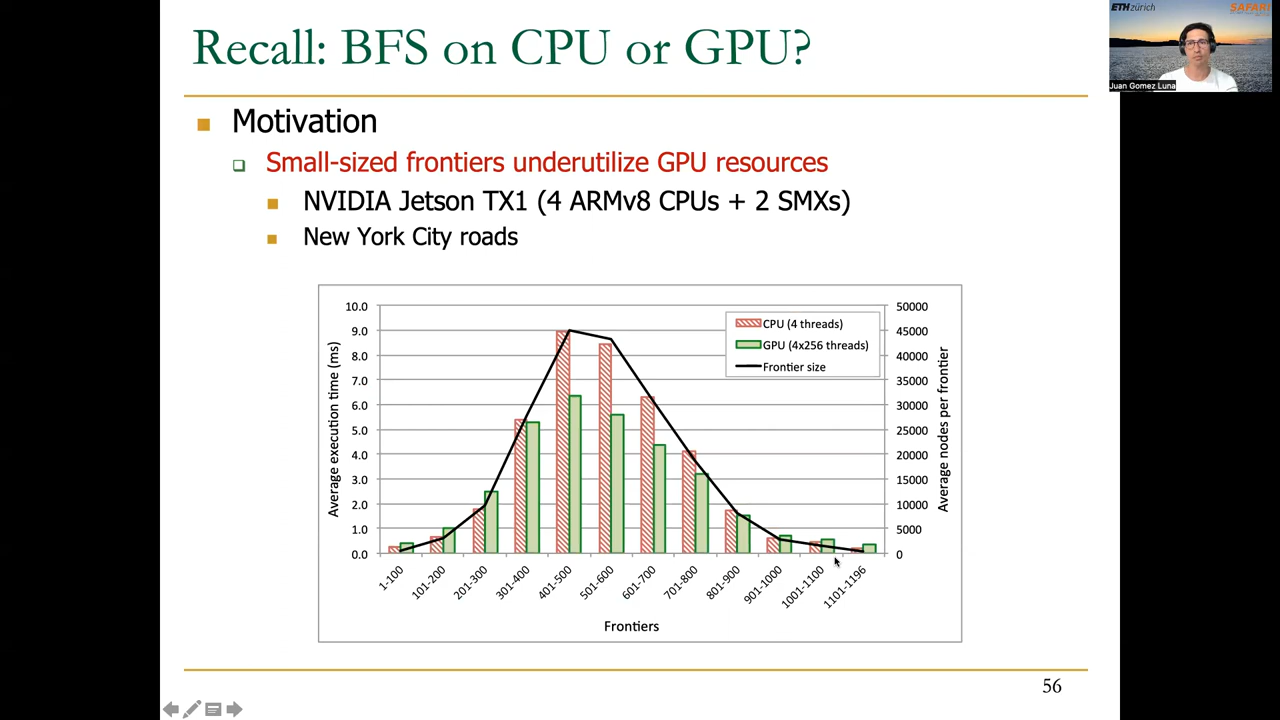 Recall: BFS on CPU or GPU?
ETH zürich
SAFARI
Juan Gomez Luna
Motivation
Small-sized frontiers underutilize GPU resources
NVIDIA Jetson TX1 (4 ARMv8 CPUs + 2 SMXs)
New York City roads
Average execution time (ms)
10.0
9.0
8.0
7.0
6.0
5.0
4.0
3.0
2.0
1.0
0.0
CPU (4 threads)
GPU (4x256 threads)
Frontier size
50000
45000
40000
35000
30000
25000
20000
15000
10000
5000
0
Average nodes per frontier
1-100
101-200
201-300
301-400
401-500
501-600
601-700
701-800
801-900
901-1000
1001-1100
1101-1196
Frontiers
56